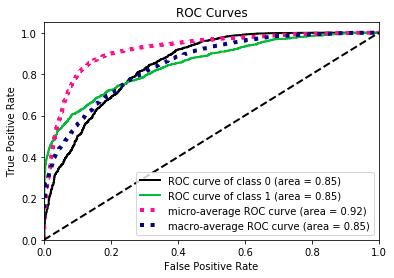 ROC Curves
True Positive Rate
1.0
0.8
0.6
0.4
0.2
0.0
ROC curve of class 0 (area = 0.85)
ROC curve of class 1 (area = 0.85)
micro-average ROC curve (area = 0.92)
macro-average ROC curve (area = 0.85)
0.0 0.2 0.4 0.6 0.8 1.0
False Positive Rate